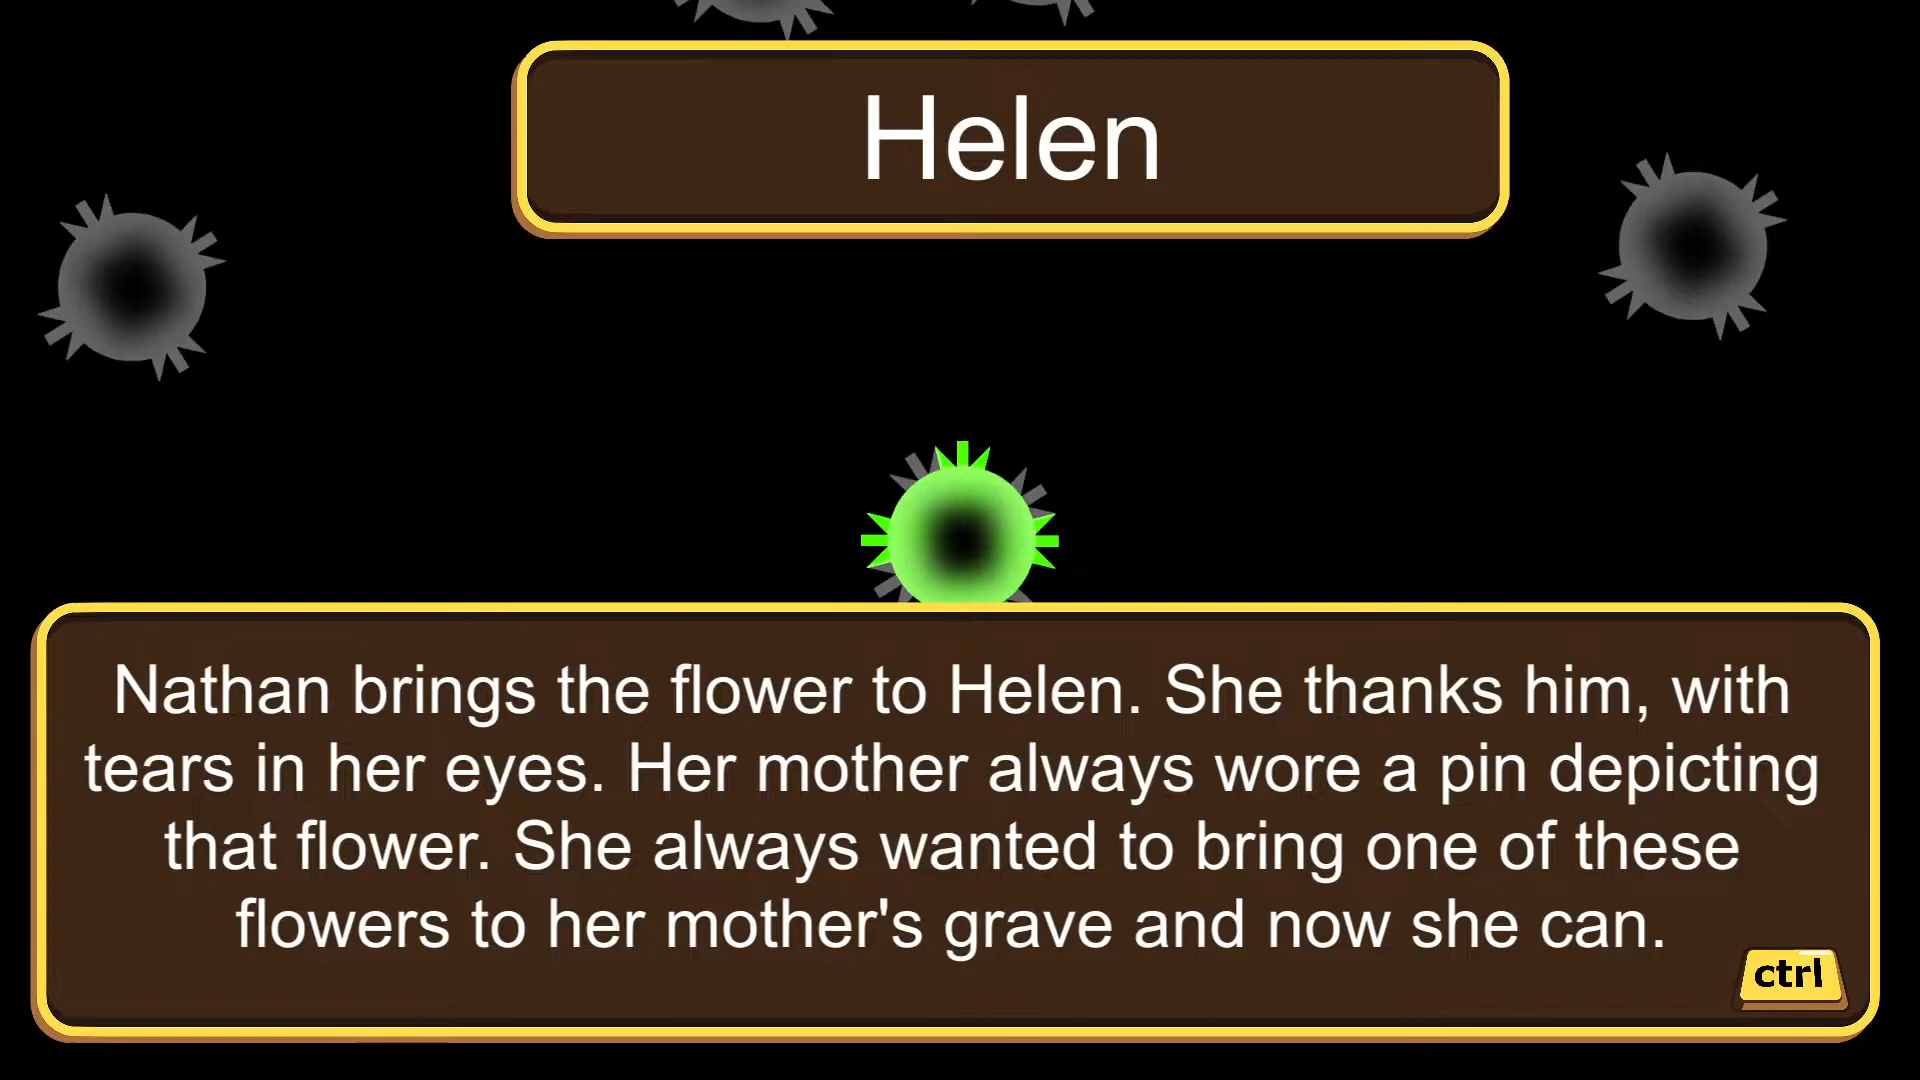 Helen
Nathan brings the flower to Helen. She thanks him, with
tears in her eyes. Her mother always wore a pin depicting
that flower. She always wanted to bring one of these
flowers to her mother's grave and now she can.
ctrl